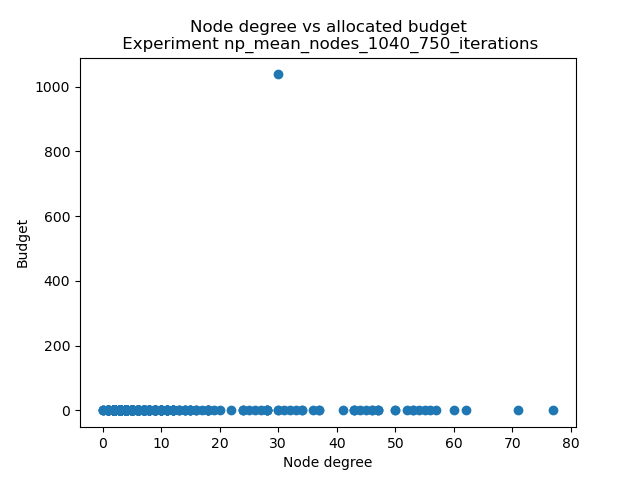 Node degree vs allocated budget
Experiment np_mean_nodes_1040_750_iterations
1000
800
600
400
200
0
Budget
0 10 20 30 40 50 60 70 80
Node degree